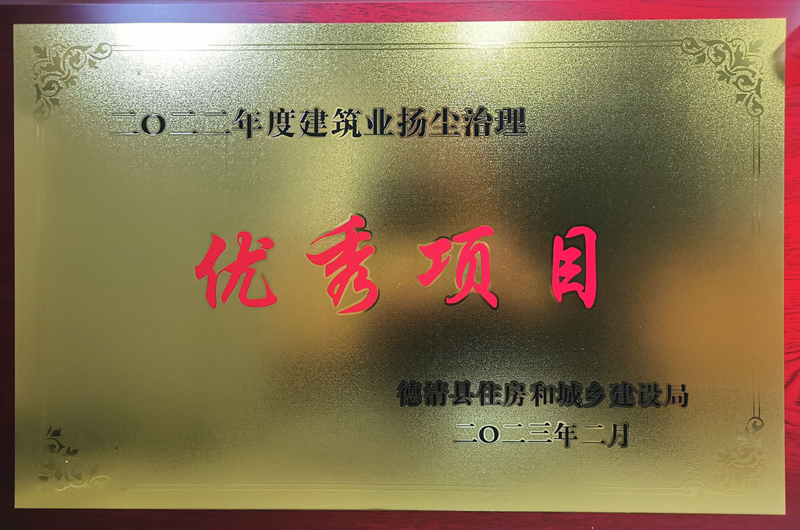 二〇二二年度建筑业扬尘治理
优秀项目
德清县住房和城乡建设局
二〇二三年二月